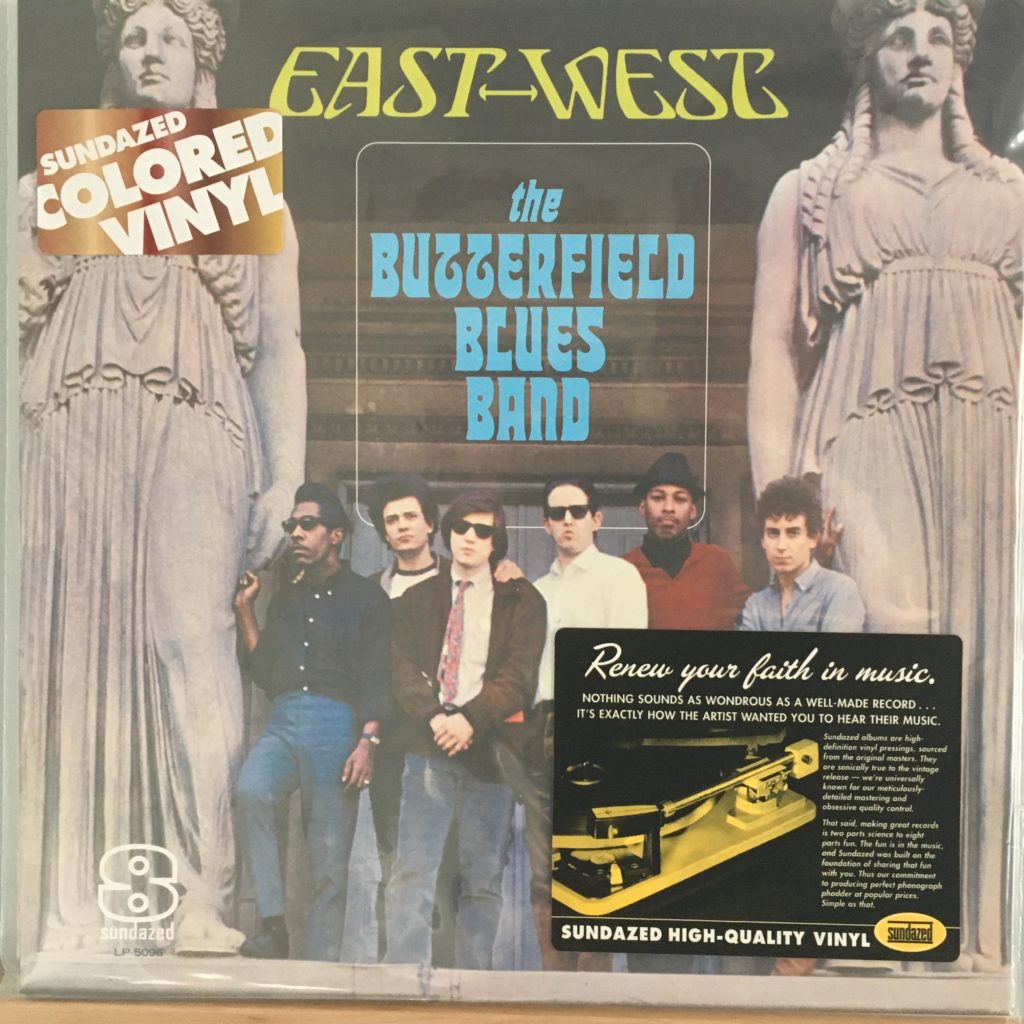 EAST-WEST
SUNDAZED
COLORED
VINYL
the
BUTTERFIELD
BLUES
BAND
Renew your faith in music.
NOTHING SOUNDS AS WONDROUS AS A WELL-MADE RECORD...
IT'S EXACTLY HOW THE ARTIST WANTED YOU TO HEAR THEIR MUSIC.
Sundazed albums are high-
definition vinyl pressings, sourced
from the original masters. They
are sonically true to the vintage
release — we're universally
known for our meticulously-
detailed mastering and
obsessive quality control.
That said, making great records
is two parts science to eight
parts fun. The fun is in the music,
and Sundazed was built on the
foundation of sharing that fun
with you. Thus our commitment
to producing perfect phonograph
phodder at popular prices.
Simple as that.
SUNDAZED HIGH-QUALITY VINYL
sundazed
S
sundazed
LP 5096